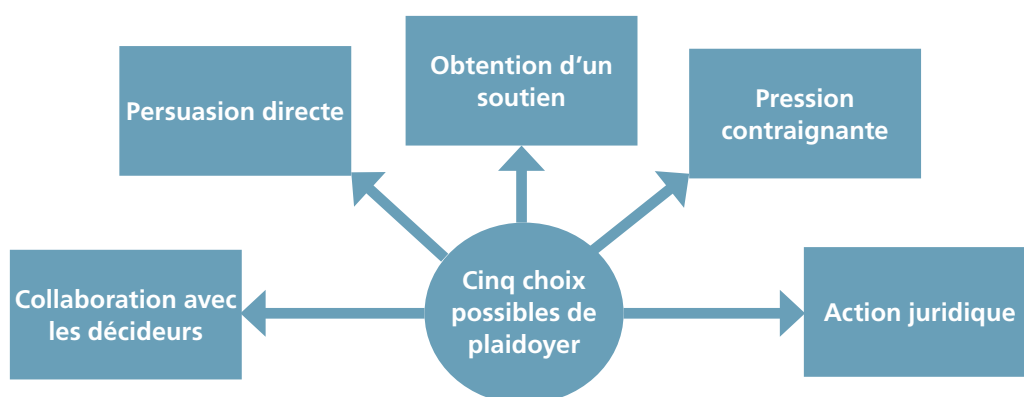 Obtention d'un
soutien
Persuasion directe
Pression
contraignante
Collaboration avec
les décideurs
Cinq choix
possibles de
plaidoyer
Action juridique